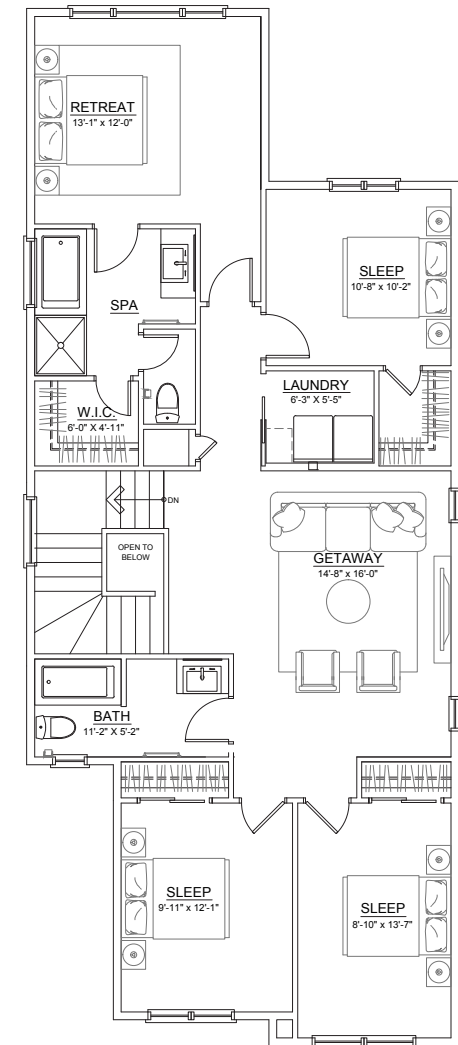 RETREAT
13'-1" x 12'-0"
SLEEP
10'-8" x 10'-2"
SPA
LAUNDRY
6'-3" X 5'-5"
W.I.C.
6'-0" X 4'-11"
DN
OPEN TO
BELOW
GETAWAY
14'-8" x 16'-0"
BATH
11'-2" X 5'-2"
SLEEP
9'-11" x 12'-1"
SLEEP
8'-10" x 13'-7"